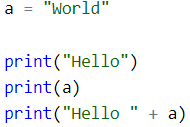 a = "World"
print("Hello")
print(a)
print("Hello " + a)